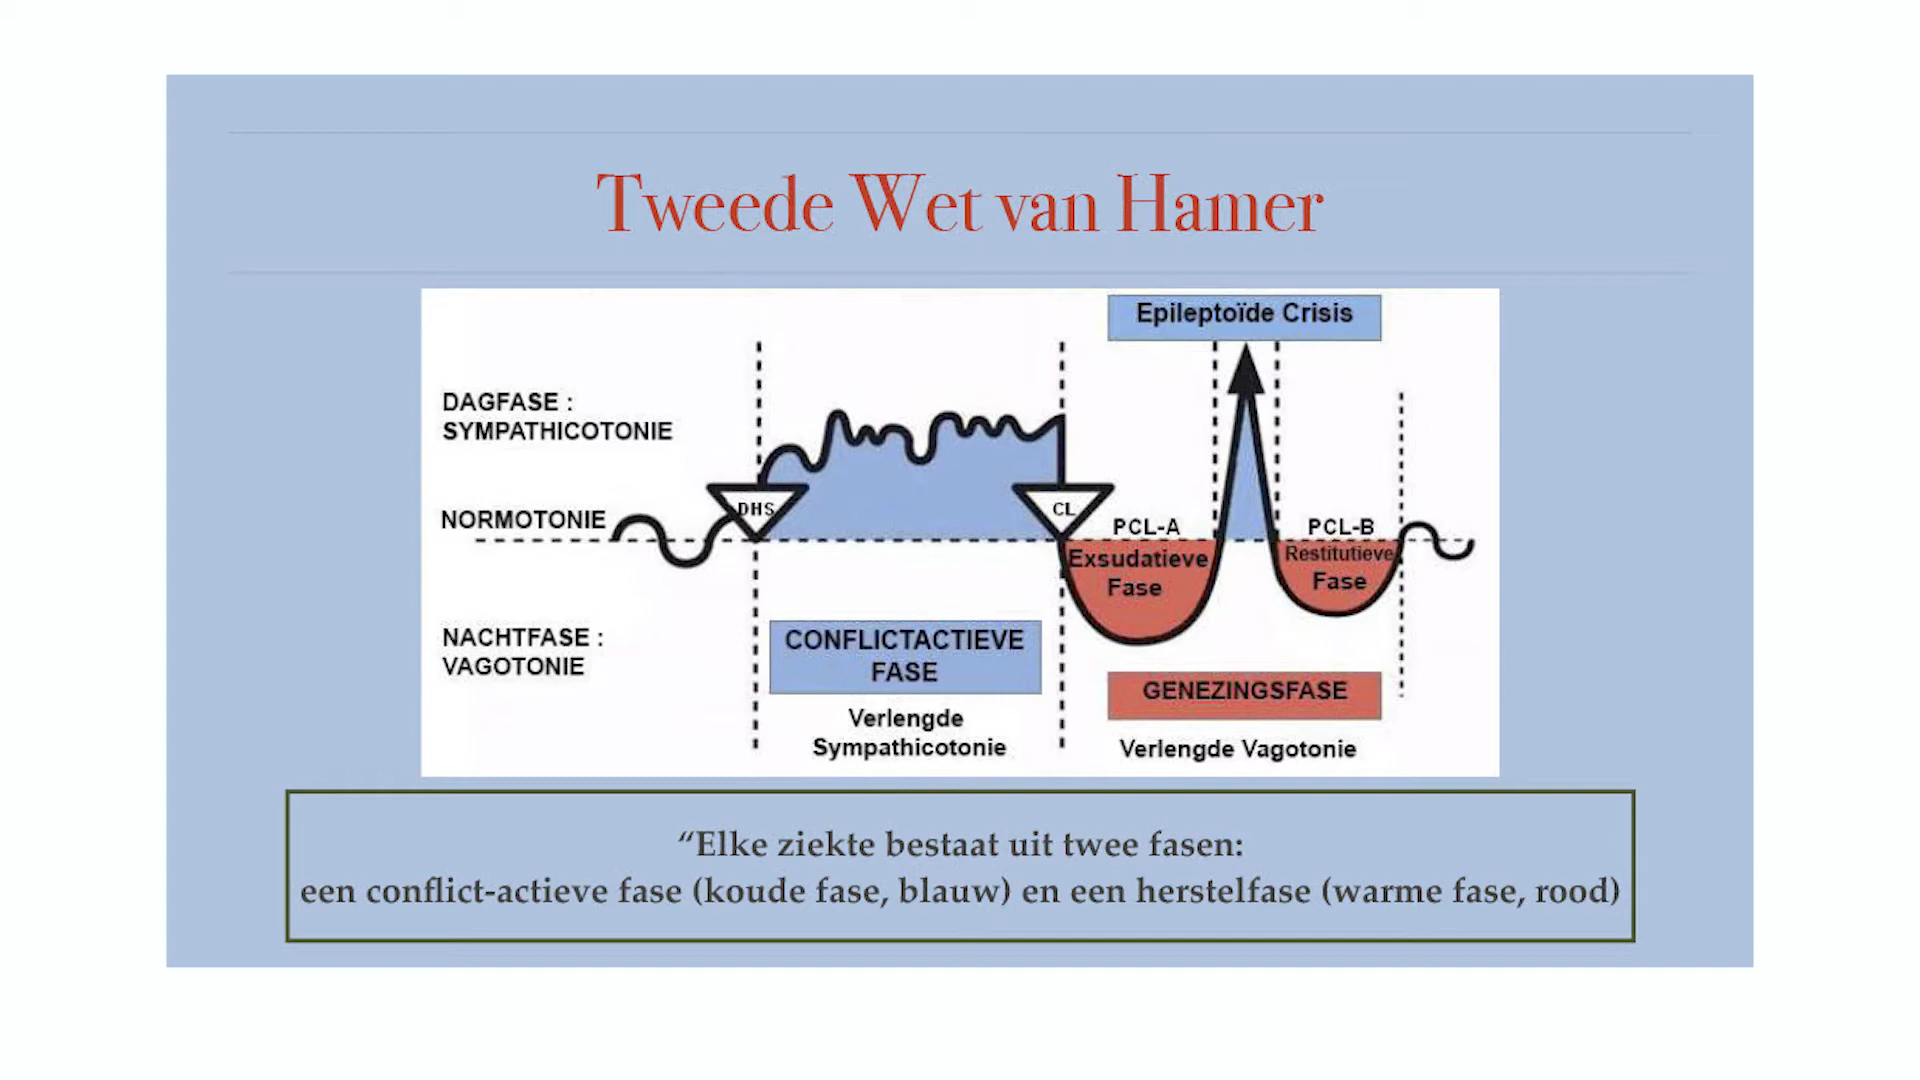 Tweede Wet van Hamer
Epileptoïde Crisis
DAGFASE :
SYMPATHICOTONIE
NORMOTONIE
DHS
CL
PCL-A
Exsudatieve
Fase
PCL-B
Restitutieve
Fase
NACHTFASE :
VAGOTONIE
CONFLICTACTIEVE
FASE
Verlengde
Sympathicotonie
GENEZINGSFASE
Verlengde Vagotonie
“Elke ziekte bestaat uit twee fasen:
een conflict-actieve fase (koude fase, blauw) en een herstelfase (warme fase, rood)